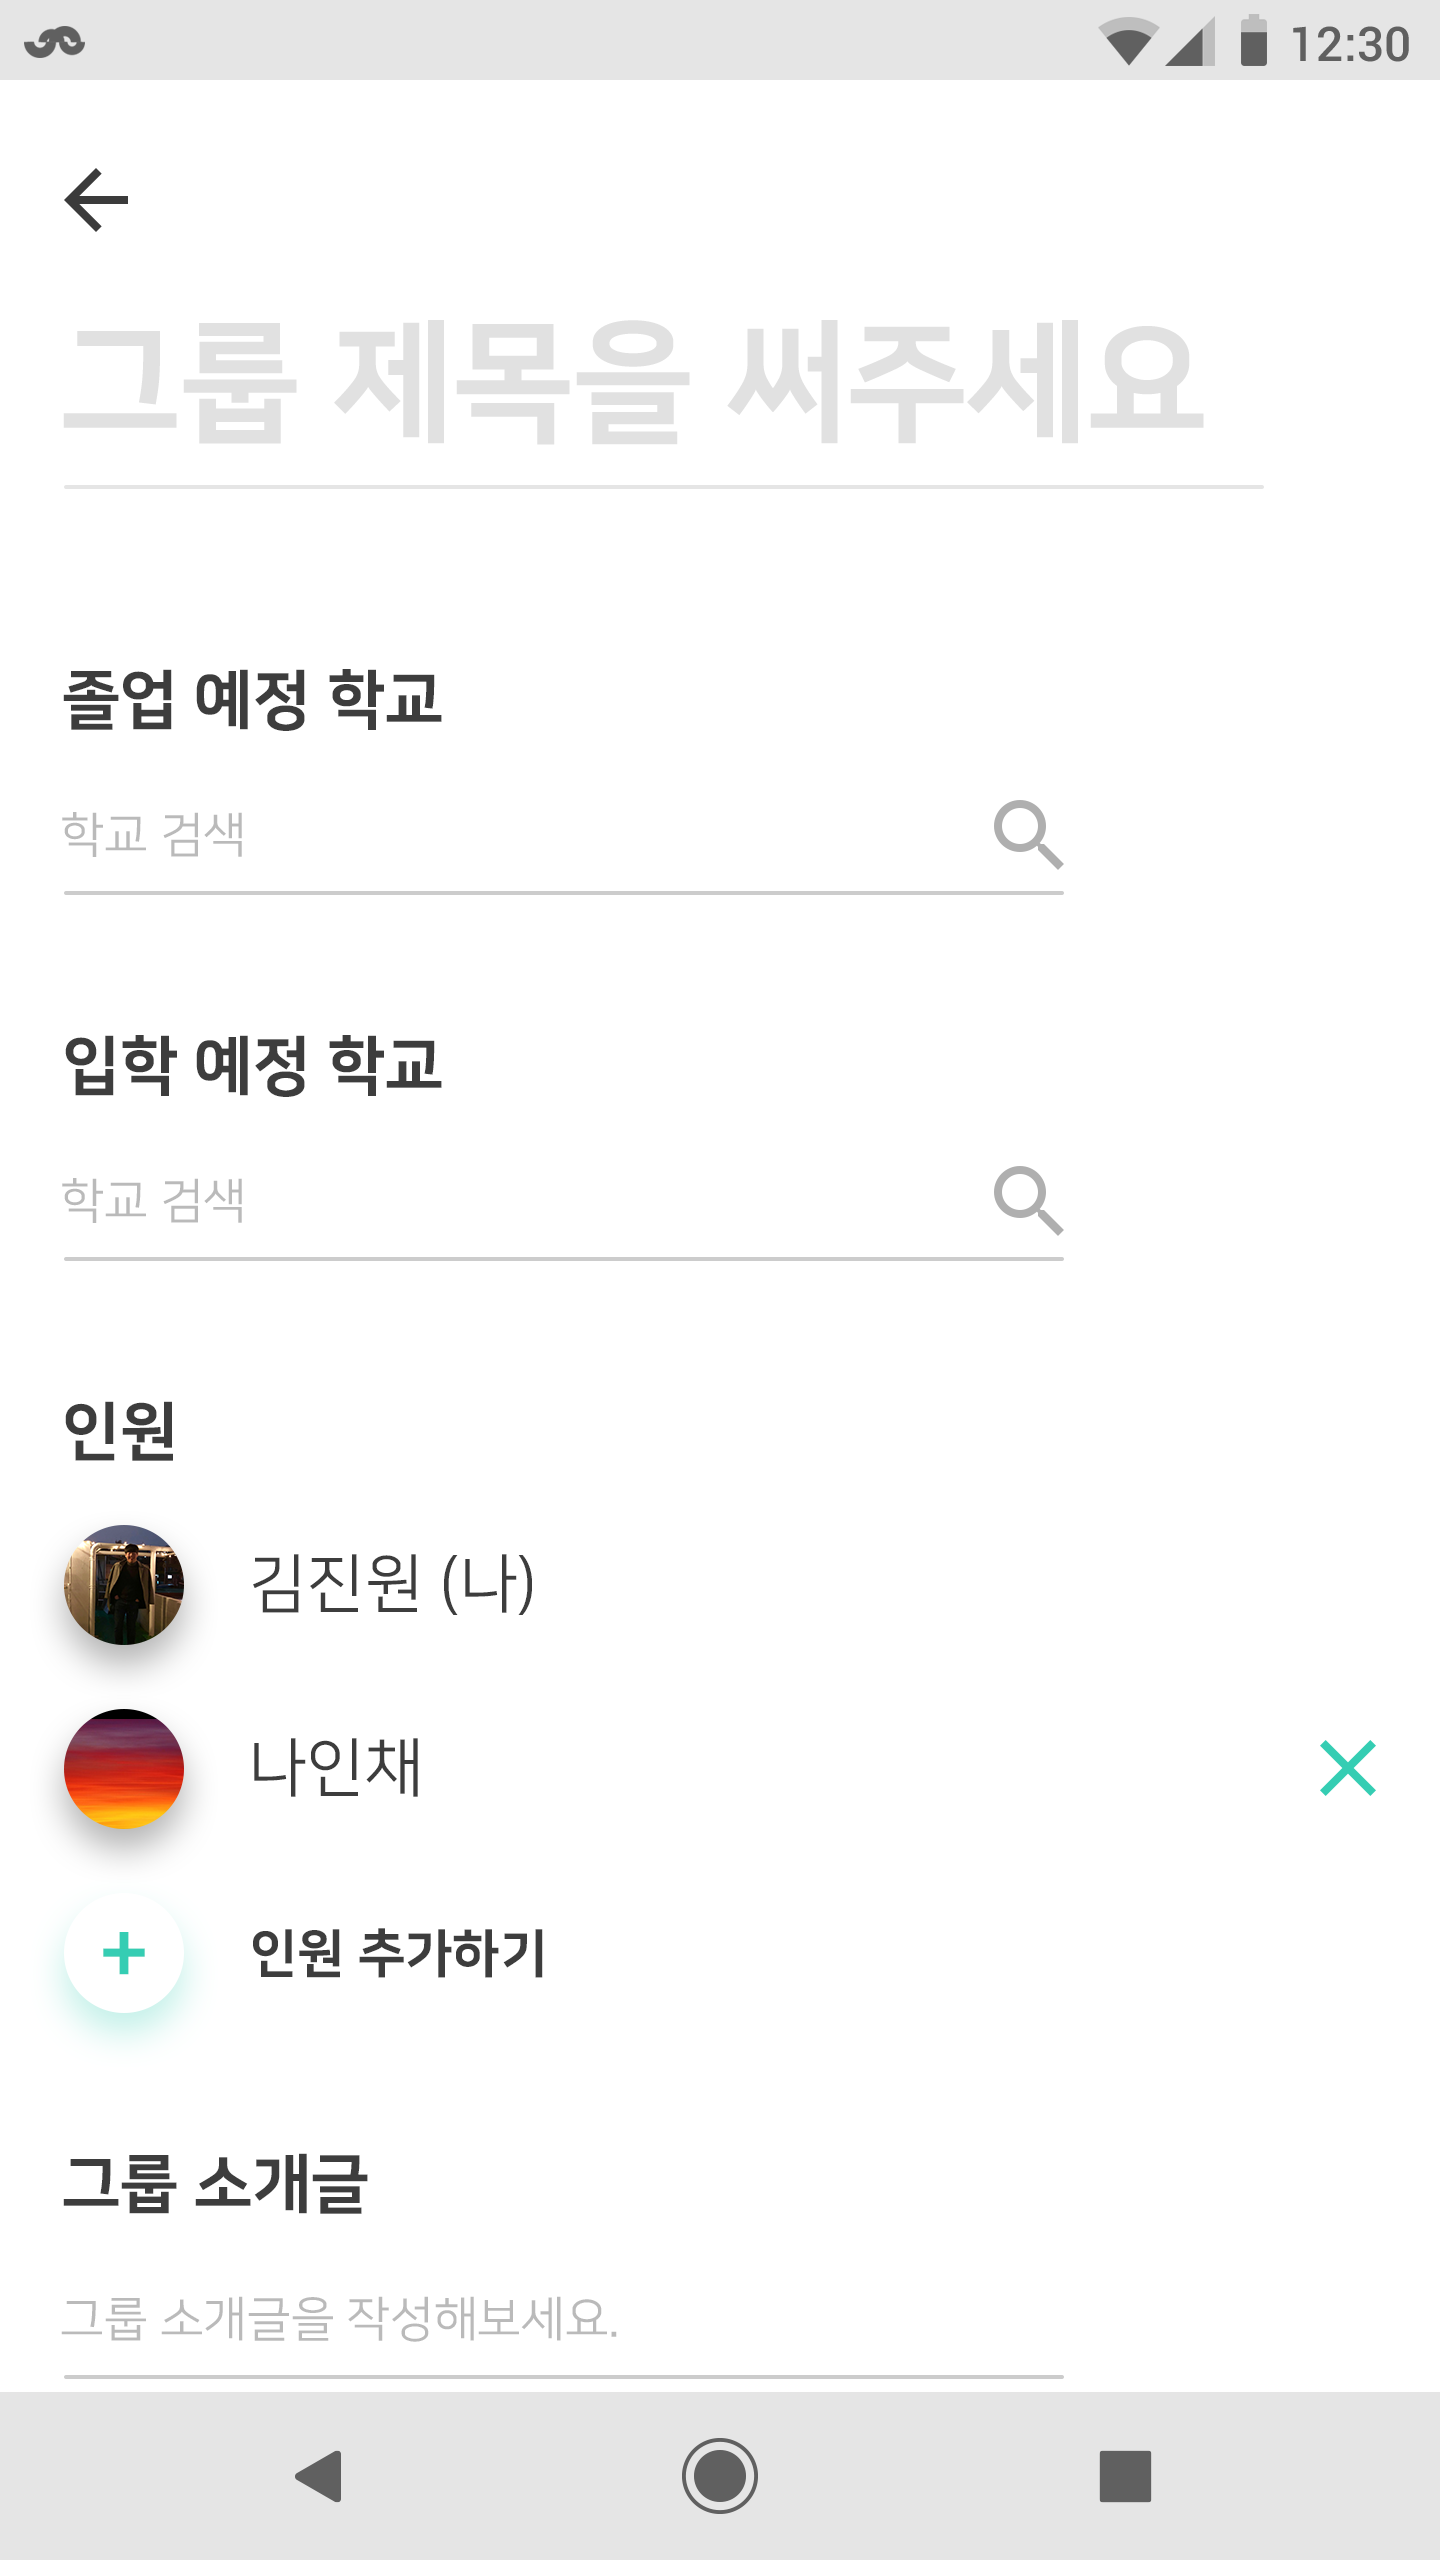 12:30
그룹 제목을 써주세요
졸업 예정 학교
학교 검색
입학 예정 학교
학교 검색
인원
김진원 (나)
나인채
인원 추가하기
그룹 소개글
그룹 소개글을 작성해보세요.